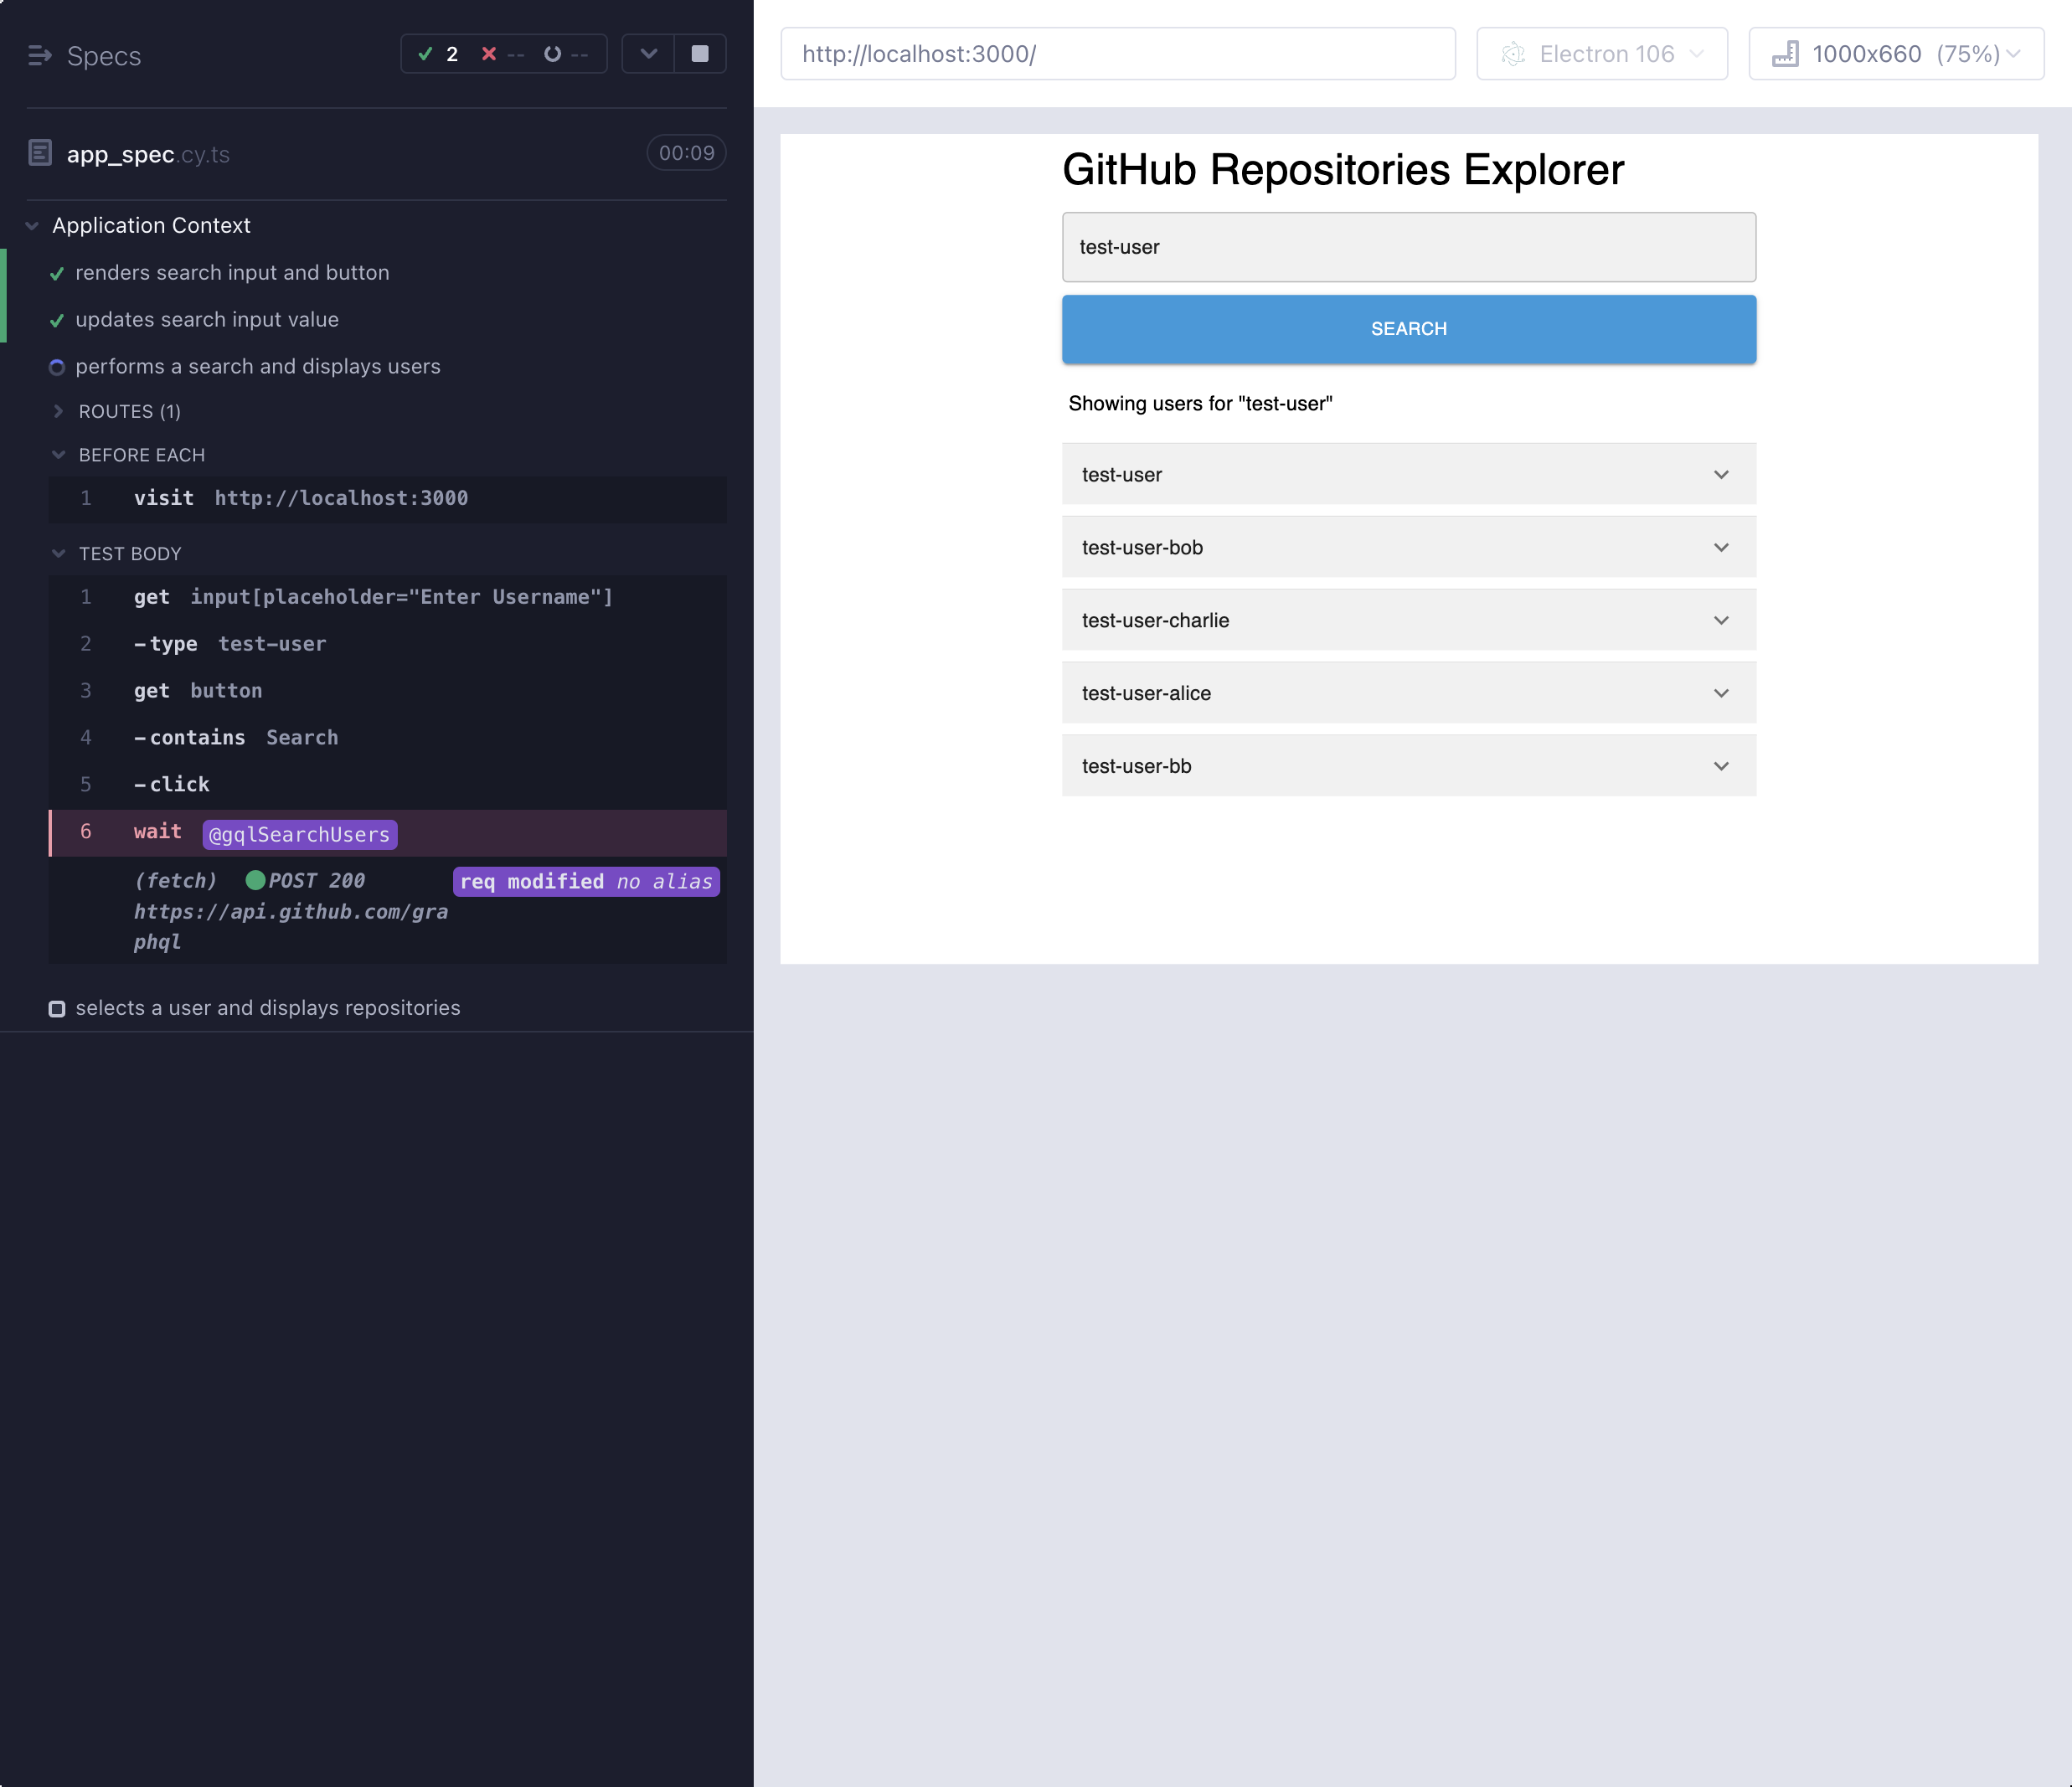 Specs
2 -- --
app_spec.cy.ts 00:09
Application Context
renders search input and button
updates search input value
performs a search and displays users
ROUTES (1)
BEFORE EACH
1 visit http://localhost:3000
TEST BODY
1 get input[placeholder="Enter Username"]
2 -type test-user
3 get button
4 -contains Search
5 -click
6 wait @gqlSearchUsers
(fetch) POST 200 req modified no alias
https://api.github.com/gra
phql
selects a user and displays repositories
http://localhost:3000/
Electron 106
1000x660 (75%)
GitHub Repositories Explorer
test-user
SEARCH
Showing users for "test-user"
test-user
test-user-bob
test-user-charlie
test-user-alice
test-user-bb